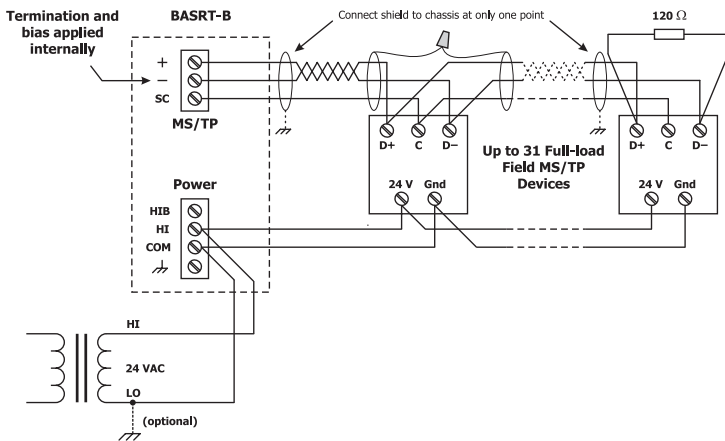 Termination and
bias applied
internally
BASRT-B
Connect shield to chassis at only one point
120 Ω
+
−
SC
MS/TP
D+ C D−
Up to 31 Full-load
Field MS/TP
Devices
D+ C D−
24 V Gnd
24 V Gnd
Power
HIB
HI
COM
HI
24 VAC
LO
(optional)